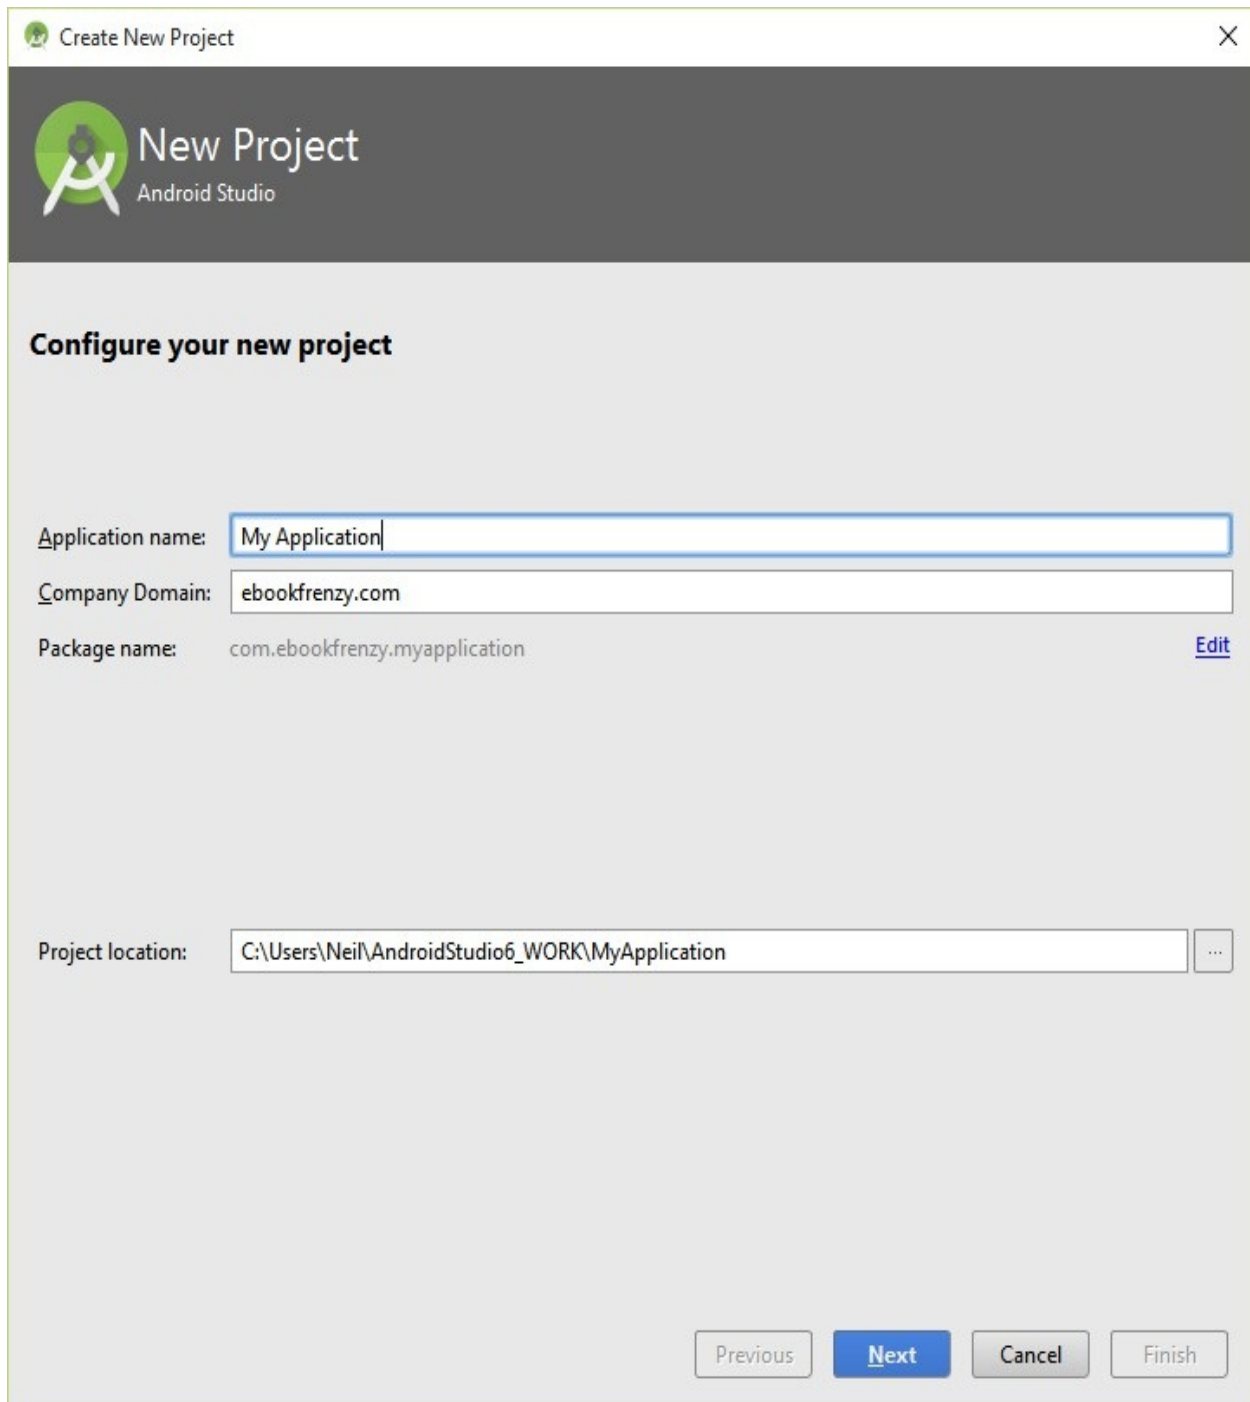 Create New Project
New Project
Android Studio
Configure your new project
Application name: My Application
Company Domain: ebookfrenzy.com
Package name: com.ebookfrenzy.myapplication Edit
Project location: C:\Users\Neil\AndroidStudio6_WORK\MyApplication ...
Previous Next Cancel Finish